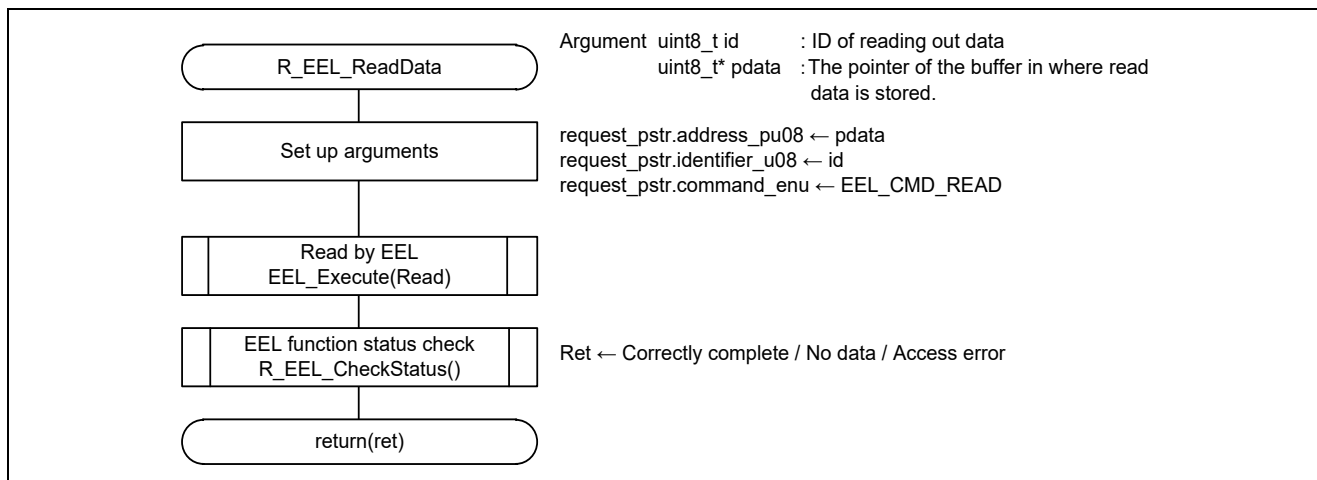 R_EEL_ReadData
Argument uint8_t id : ID of reading out data
uint8_t* pdata : The pointer of the buffer in where read
data is stored.
Set up arguments
request_pstr.address_pu08 ← pdata
request_pstr.identifier_u08 ← id
request_pstr.command_enu ← EEL_CMD_READ
Read by EEL
EEL_Execute(Read)
EEL function status check
R_EEL_CheckStatus()
Ret ← Correctly complete / No data / Access error
return(ret)